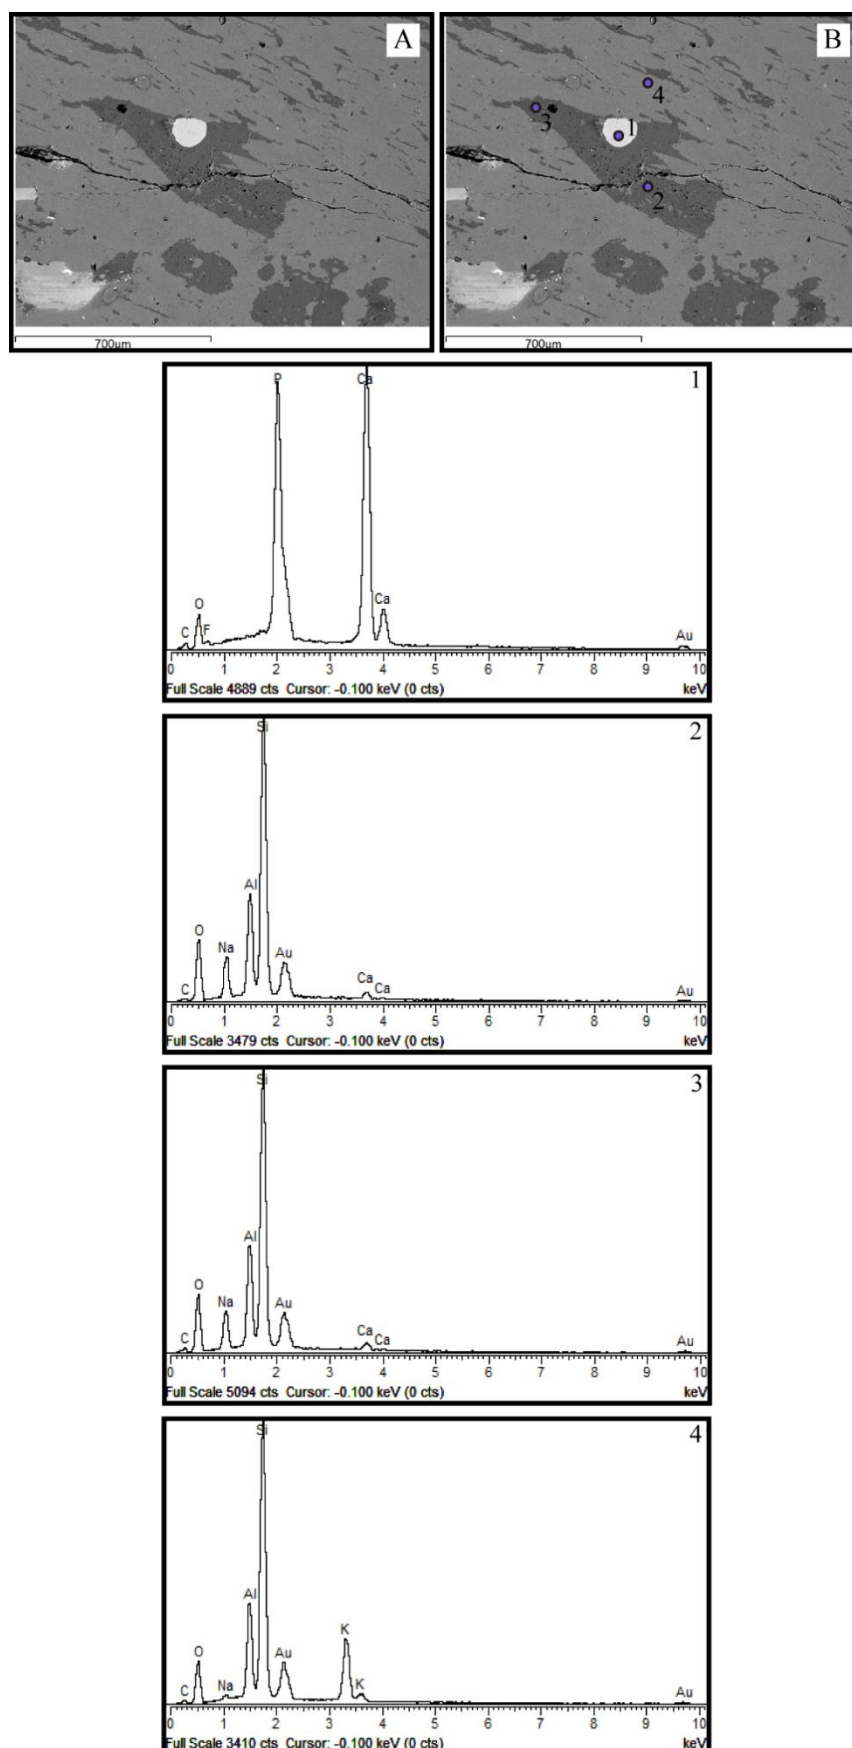 A
B
4
3
1
2
700µm
700µm
1
P
Ca
O
Ca
C
F
Au
0 1 2 3 4 5 6 7 8 9 10
Full Scale 4889 cts Cursor: -0.100 keV (0 cts)
keV
2
Si
Al
O
Na
Au
Ca
C
Ca
Au
0 1 2 3 4 5 6 7 8 9 10
Full Scale 3479 cts Cursor: -0.100 keV (0 cts)
keV
3
Si
Al
O
Na
Au
Ca
C
Ca
Au
0 1 2 3 4 5 6 7 8 9 10
Full Scale 5094 cts Cursor: -0.100 keV (0 cts)
keV
4
Si
Al
K
O
Au
C
Na
K
Au
0 1 2 3 4 5 6 7 8 9 10
Full Scale 3410 cts Cursor: -0.100 keV (0 cts)
keV